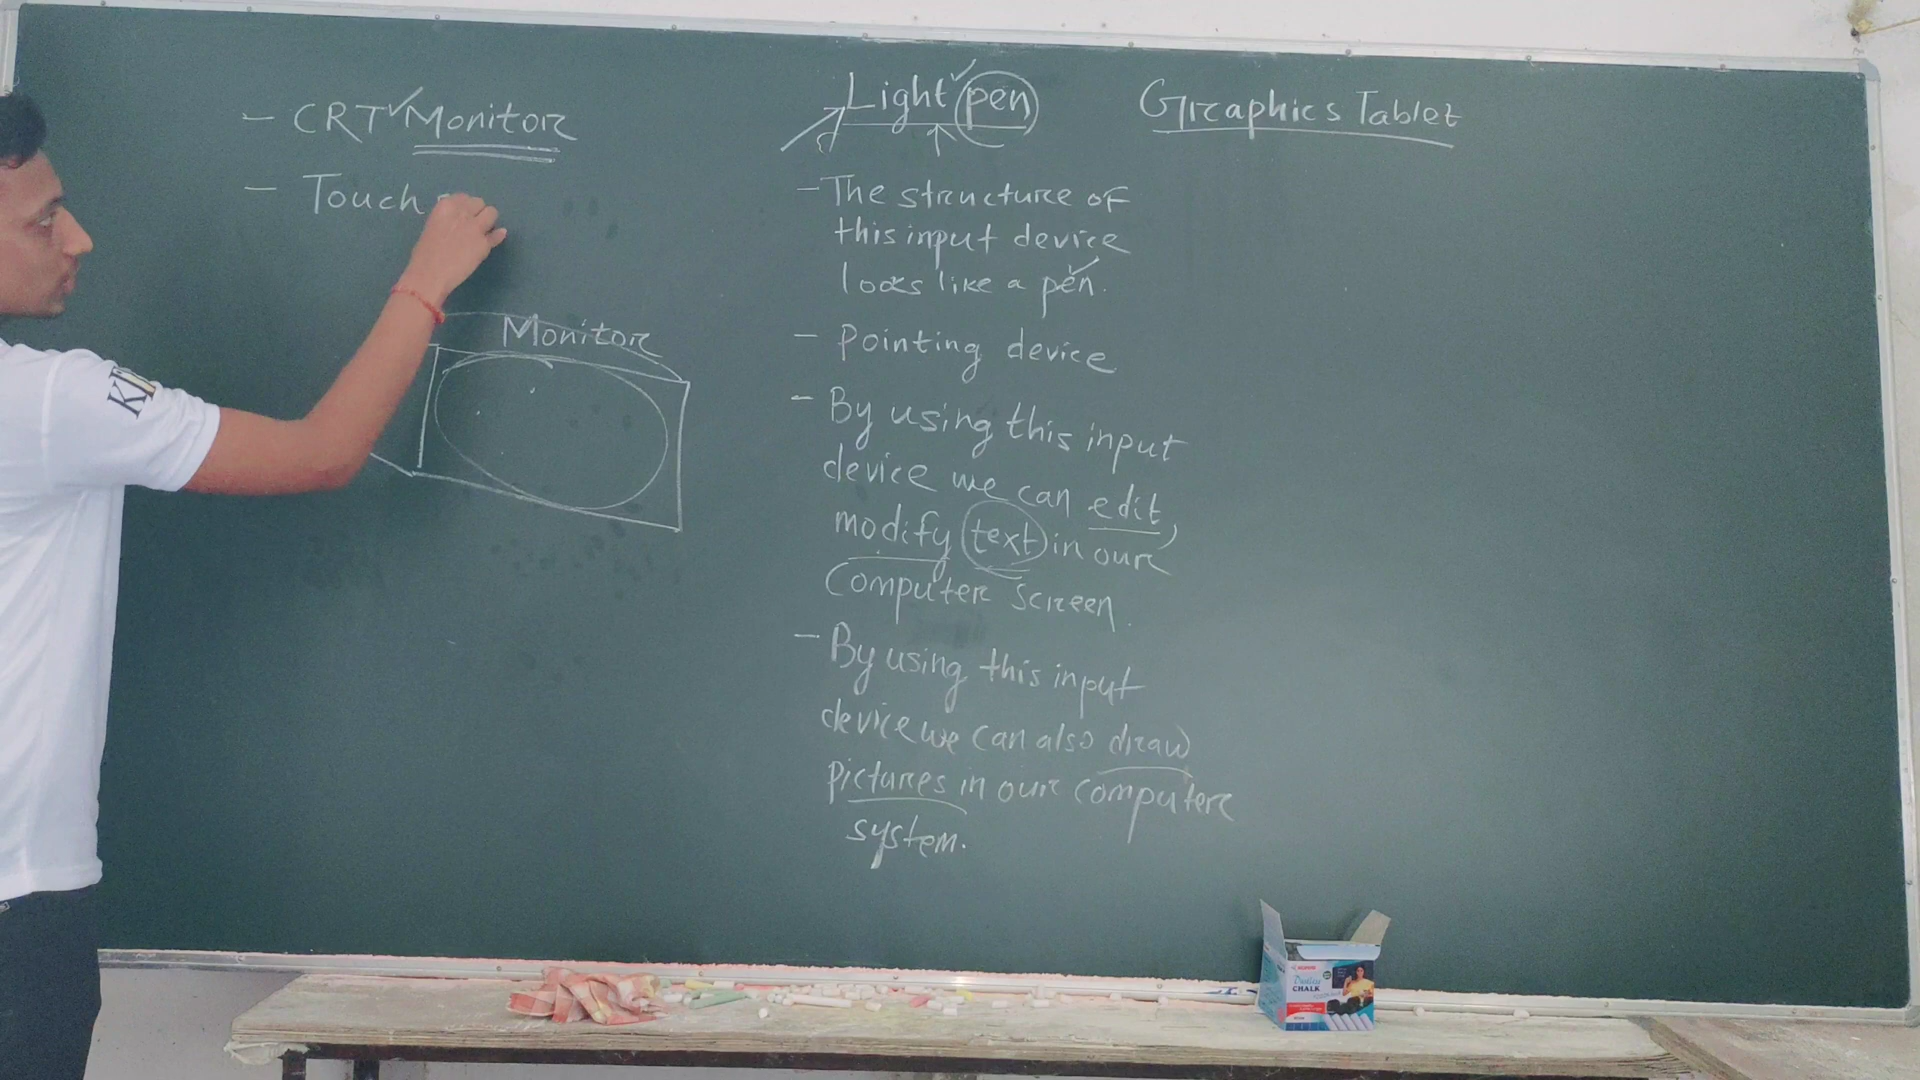 - CRT Monitor
- Touch
Monitor
Light pen
- The structure of
this input device
looks like a pen.
- Pointing device
- By using this input
device we can edit,
modify text in our
Computer screen.
- By using this input
device we can also draw
pictures in our computer
system.
Graphics Tablet
Dustless
CHALK